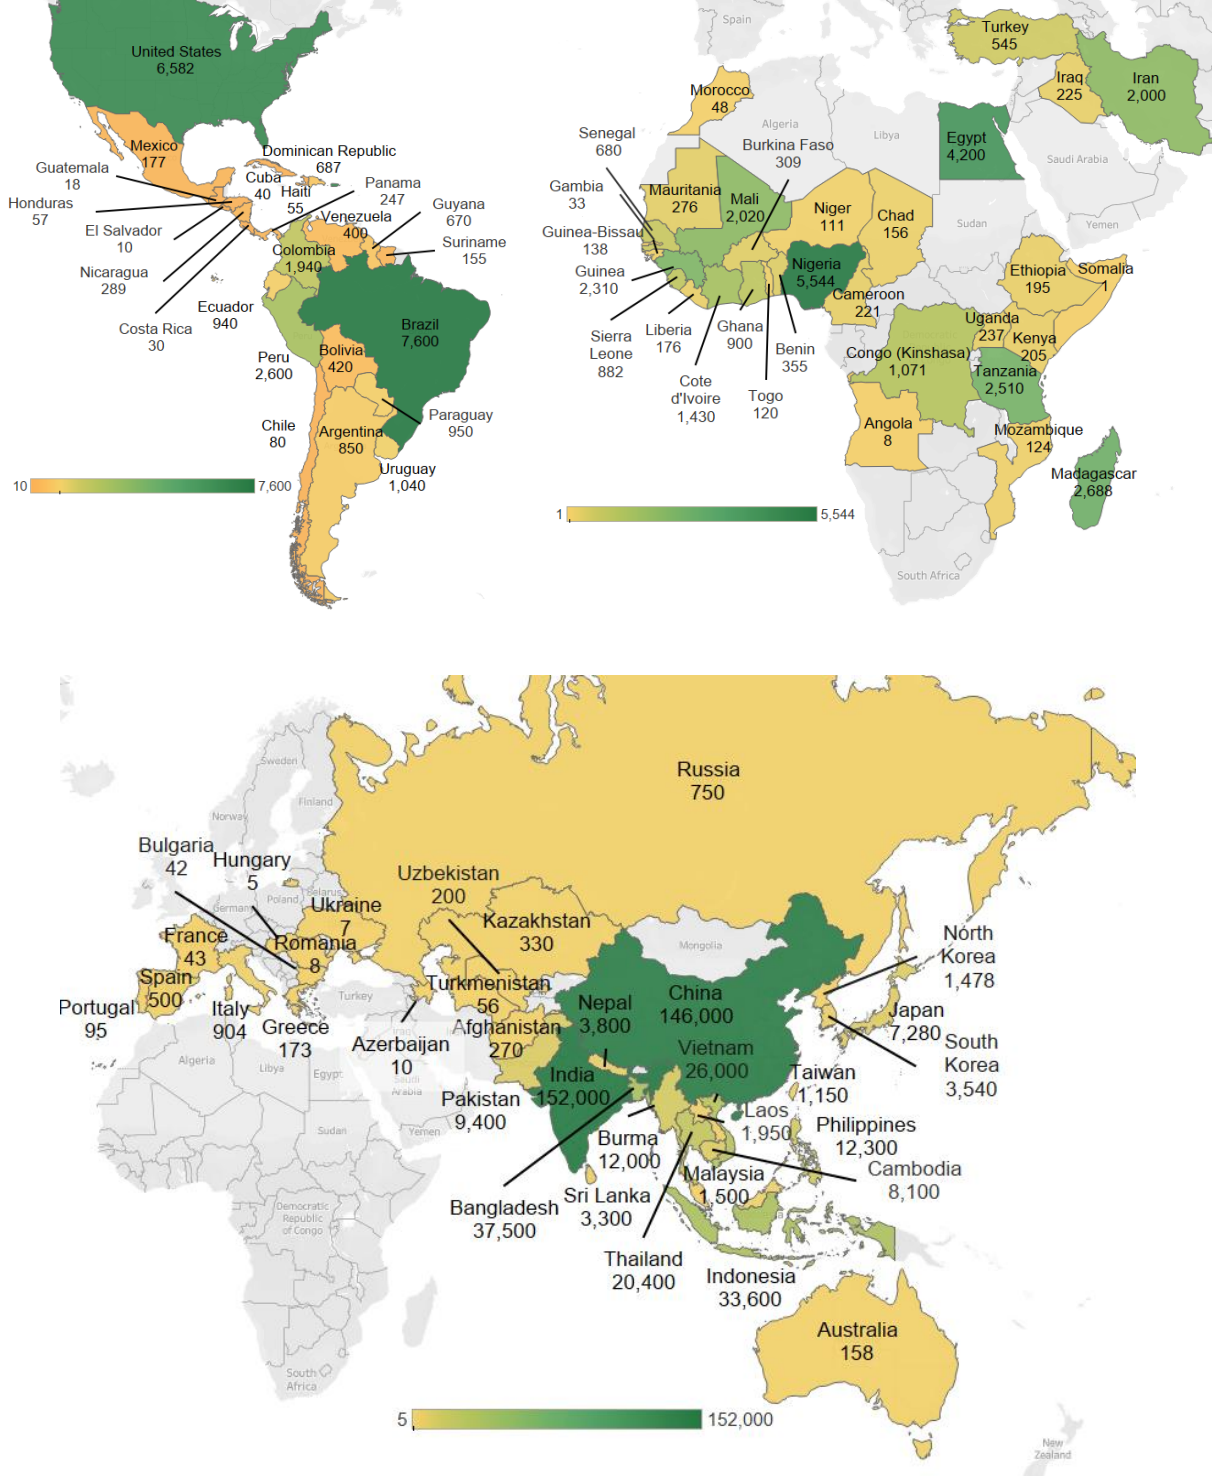 United States
6,582
Mexico
177
Dominican Republic
687
Guatemala
18
Cuba
40
Haiti
55
Panama
247
Honduras
57
Venezuela
400
Guyana
670
El Salvador
10
Colombia
1,940
Suriname
155
Nicaragua
289
Ecuador
940
Costa Rica
30
Brazil
7,600
Peru
2,600
Bolivia
420
Paraguay
950
Chile
80
Argentina
850
Uruguay
1,040
10
7,600
Spain
Turkey
545
Iraq
225
Iran
2,000
Morocco
48
Algeria
Libya
Egypt
4,200
Saudi Arabia
Senegal
680
Burkina Faso
309
Gambia
33
Mauritania
276
Mali
2,020
Niger
111
Chad
156
Sudan
Yemen
Guinea-Bissau
138
Guinea
2,310
Nigeria
5,544
Ethiopia
195
Somalia
1
Cameroon
221
Sierra
Leone
882
Liberia
176
Ghana
900
Benin
355
Uganda
237
Kenya
205
Congo (Kinshasa)
1,071
Tanzania
2,510
Cote
d'Ivoire
1,430
Togo
120
Angola
8
Mozambique
124
Madagascar
2,688
1
5,544
South Africa
Russia
750
Sweden
Finland
Norway
Bulgaria
42
Hungary
5
Belarus
Poland
German
Uzbekistan
200
Ukraine
7
Kazakhstan
330
France
43
Romania
8
Mongolia
North
Korea
1,478
Spain
500
Turkey
Turkmenistan
56
Nepal
3,800
China
146,000
Portugal
95
Italy
904
Greece
173
Japan
7,280
Afghanistan
270
Iraq
Azerbaijan
10
Vietnam
26,000
South
Korea
3,540
Algeria
Libya
Egypt
Saudi
Arabia
India
152,000
Taiwan
1,150
Pakistan
9,400
Laos
1,950
Philippines
12,300
Sudan
Yemen
Burma
12,000
Cambodia
8,100
Malaysia
1,500
Bangladesh
37,500
Sri Lanka
3,300
Democratic
Republic
of Congo
Thailand
20,400
Indonesia
33,600
Australia
158
South
Africa
5
152,000
New
Zealand